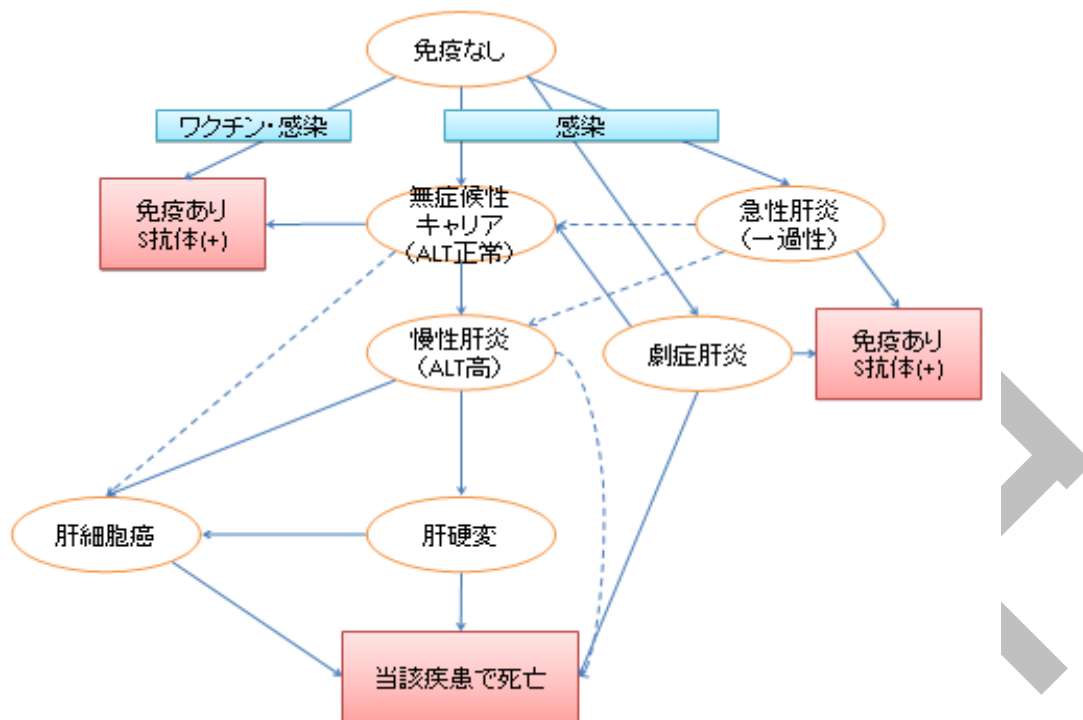 免疫なし
ワクチン・感染
感染
免疫あり
S抗体(+)
無症候性
キャリア
(ALT正常)
急性肝炎
(一過性)
慢性肝炎
(ALT高)
劇症肝炎
免疫あり
S抗体(+)
肝細胞癌
肝硬変
当該疾患で死亡